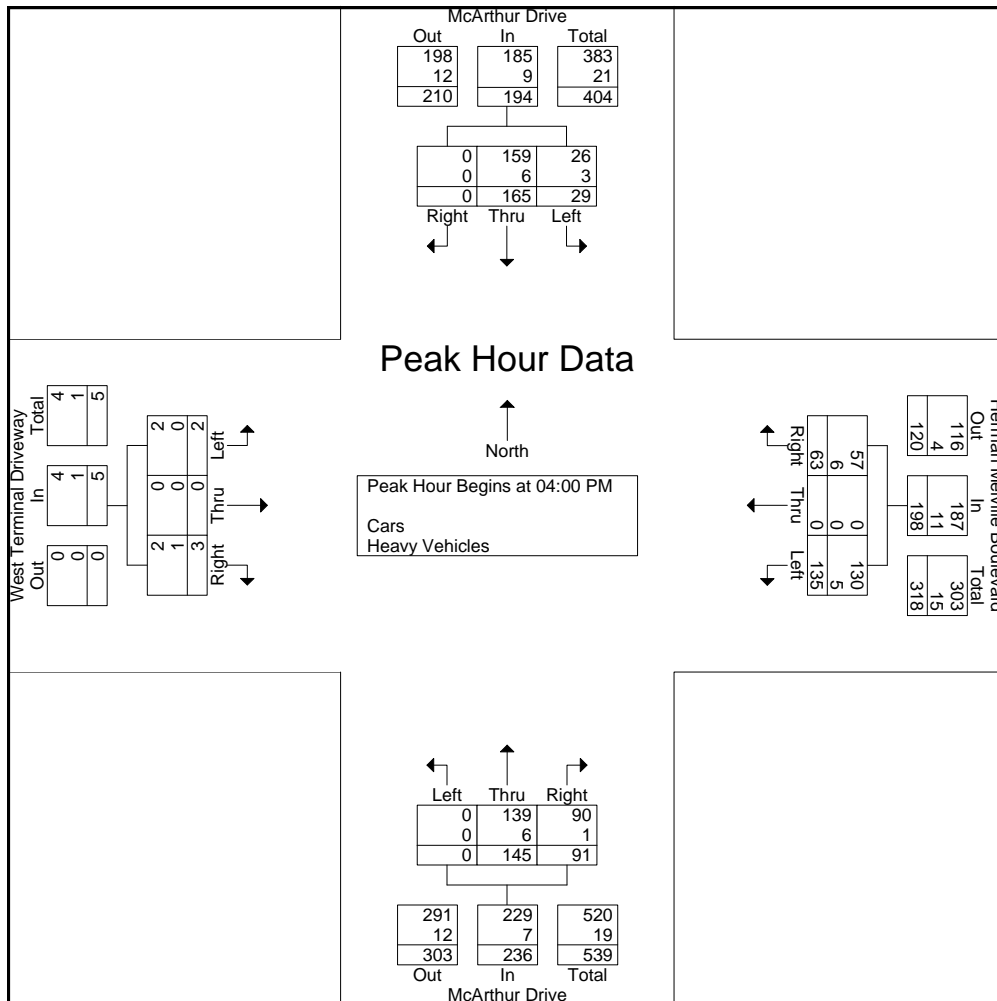 McArthur Drive
Out In Total
198 185 383
12 9 21
210 194 404
0 159 26
0 6 3
0 165 29
Right Thru Left
Peak Hour Data
North
Peak Hour Begins at 04:00 PM
Cars
Heavy Vehicles
West Terminal Driveway
Out In Total
0 4 4
0 1 1
0 5 5
2 0 2
1 0 0
3 0 2
Right Thru Left
Herman Melville Boulevard
Out In Total
116 187 303
4 11 15
120 198 318
57 0 130
6 0 5
63 0 135
Right Thru Left
Left Thru Right
0 139 90
0 6 1
0 145 91
291 229 520
12 7 19
303 236 539
Out In Total
McArthur Drive